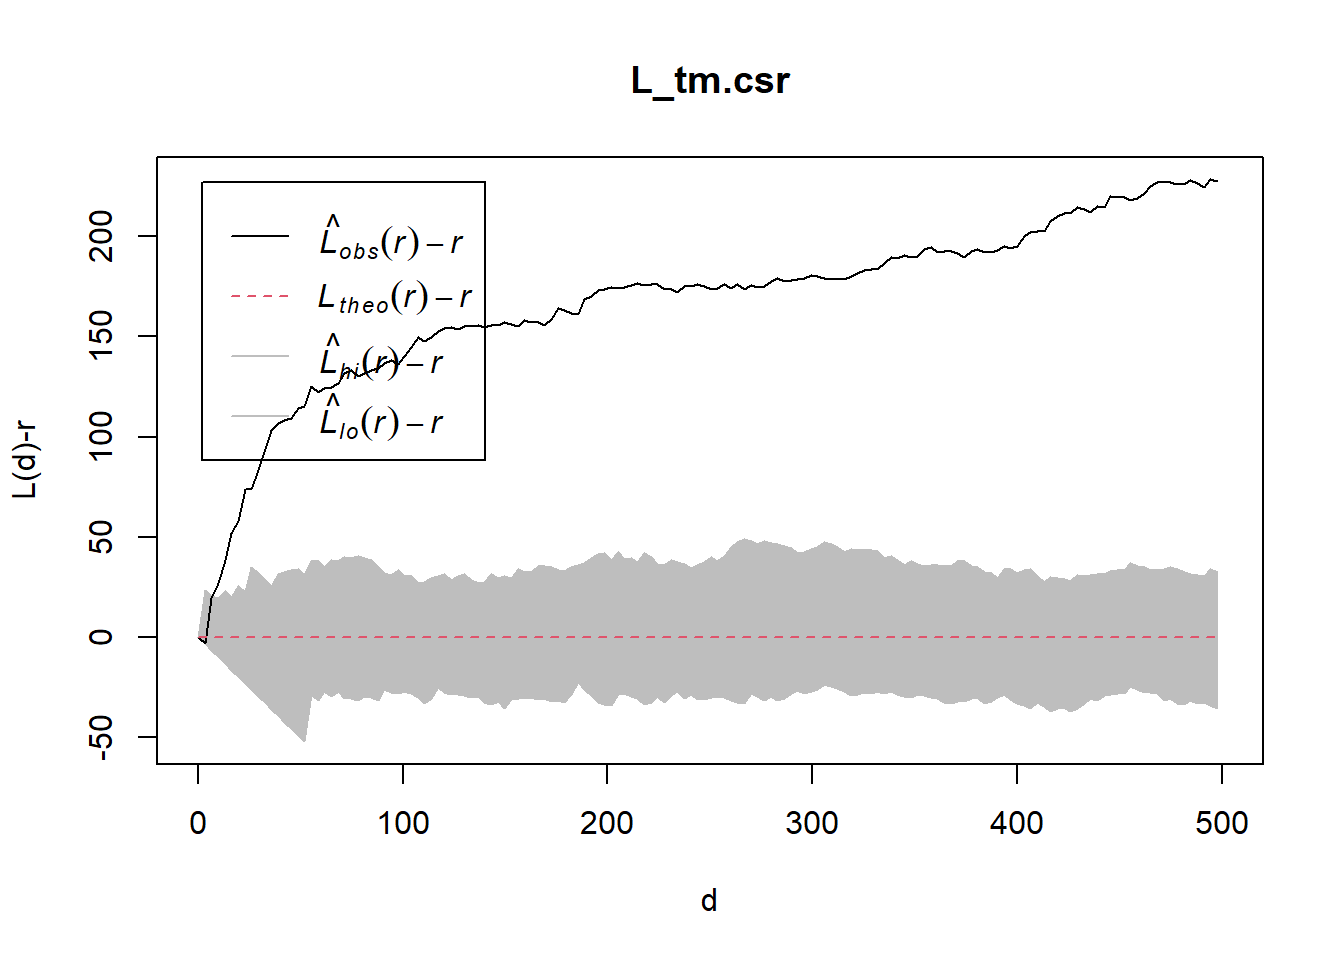 L_tm.csr
L̂obs(r) − r
Ltheo(r) − r
L̂hi(r) − r
L̂lo(r) − r
L(d)-r
200
150
100
50
0
-50
0 100 200 300 400 500
d